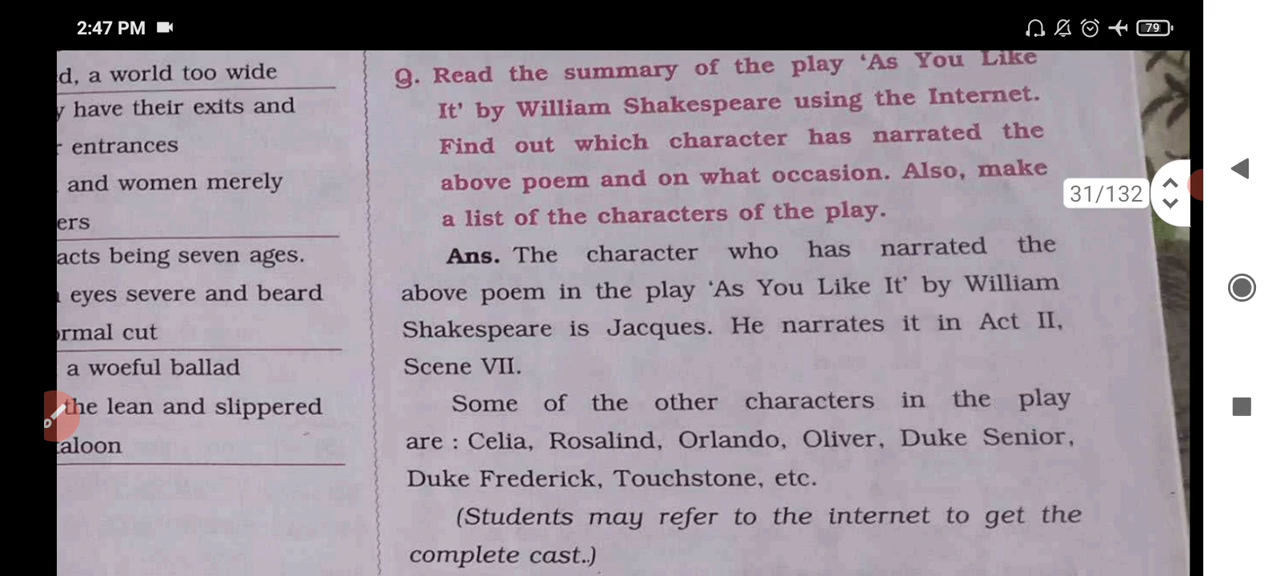 2:47 PM
79
d, a world too wide
have their exits and
entrances
and women merely
ers
acts being seven ages.
eyes severe and beard
rmal cut
a woeful ballad
the lean and slippered
aloon
Q. Read the summary of the play ‘As You Like
It’ by William Shakespeare using the Internet.
Find out which character has narrated the
above poem and on what occasion. Also, make
a list of the characters of the play.
Ans. The character who has narrated the
above poem in the play ‘As You Like It’ by William
Shakespeare is Jacques. He narrates it in Act II,
Scene VII.
Some of the other characters in the play
are : Celia, Rosalind, Orlando, Oliver, Duke Senior,
Duke Frederick, Touchstone, etc.
(Students may refer to the internet to get the
complete cast..)
31/132